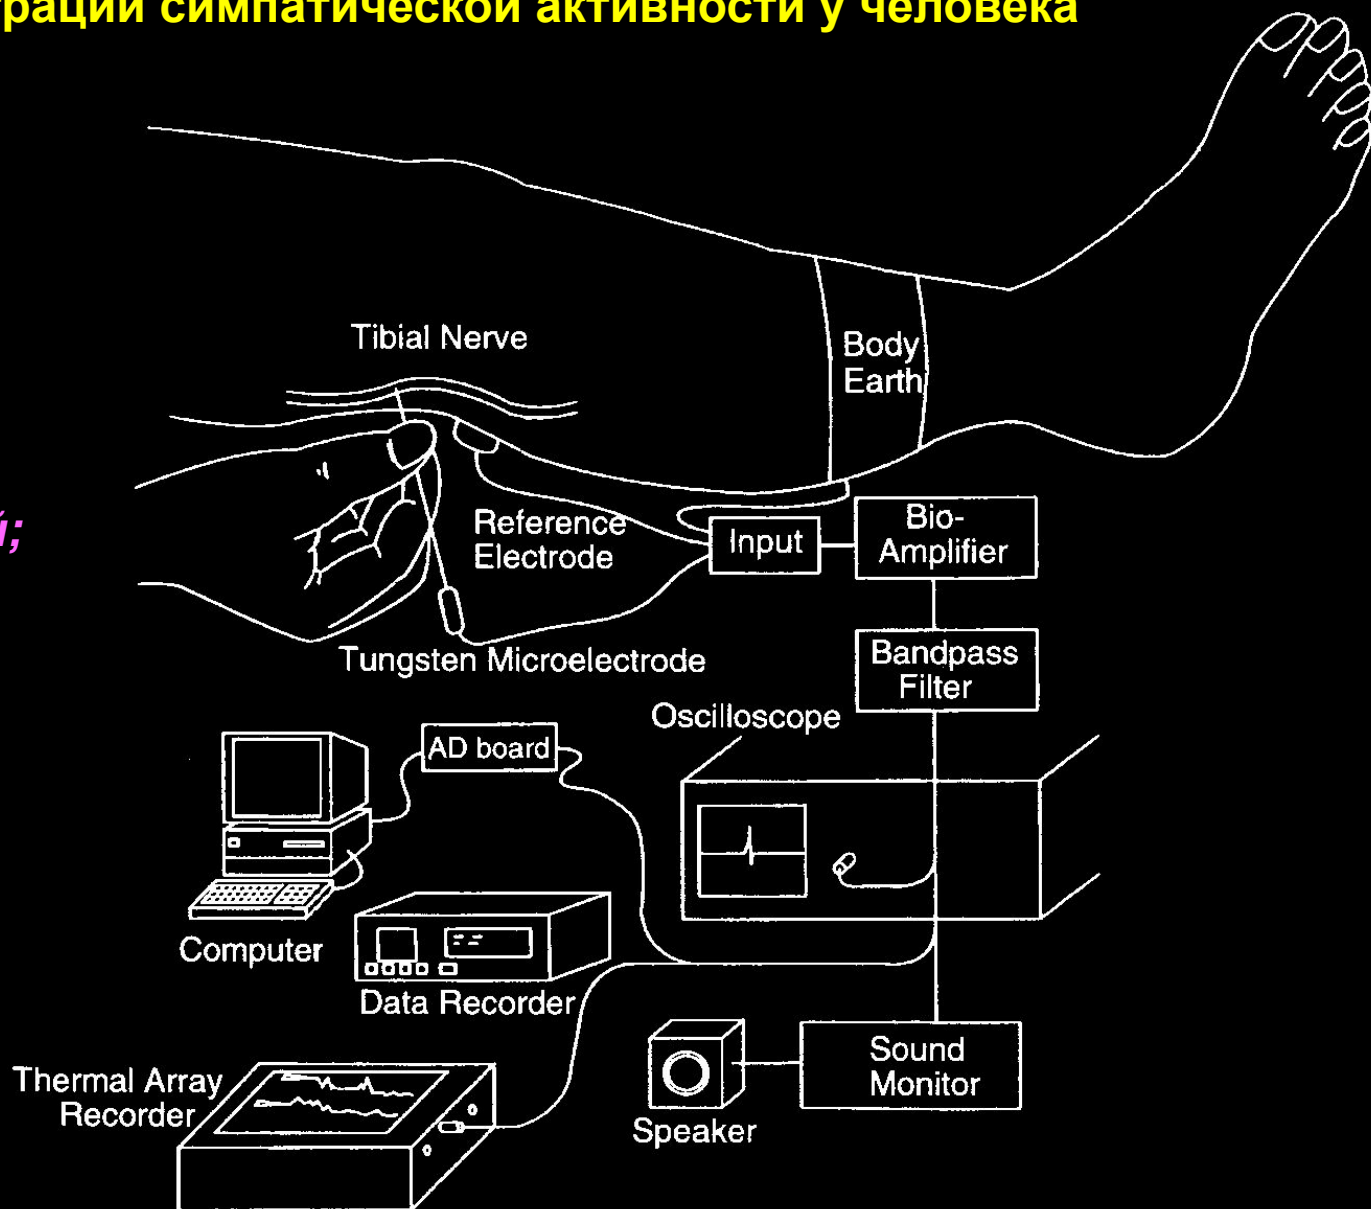 симпатической активности у человека
Tibial Nerve
Body
Earth
Reference
Electrode
Input
Bio-
Amplifier
Tungsten Microelectrode
Bandpass
Filter
Oscilloscope
AD board
Computer
Data Recorder
Thermal Array
Recorder
Speaker
Sound
Monitor